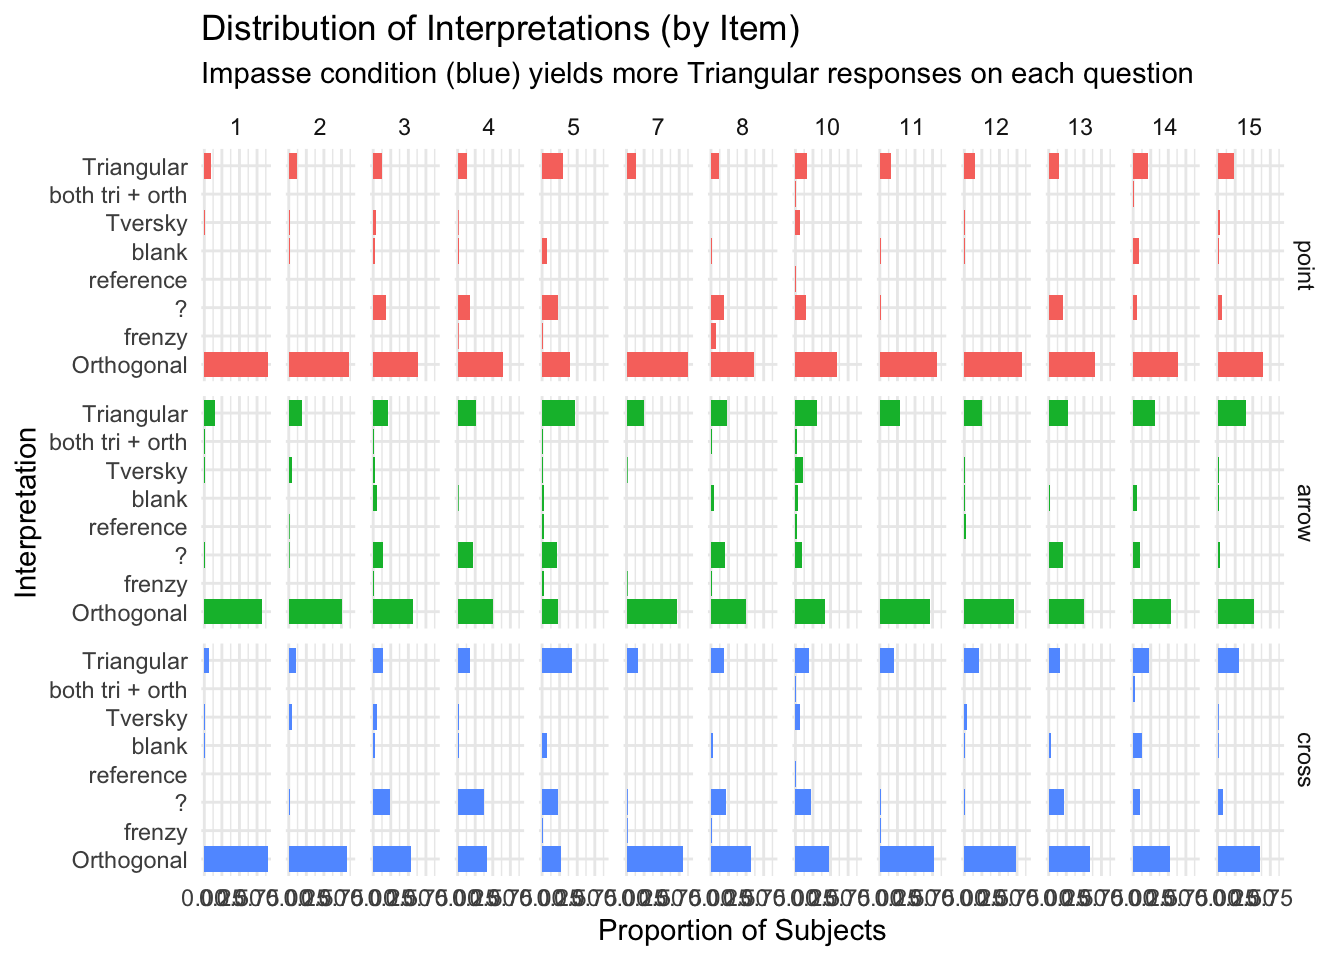 Distribution of Interpretations (by Item)
Impasse condition (blue) yields more Triangular responses on each question
1 2 3 4 5 7 8 10 11 12 13 14 15
Triangular
both tri + orth
Tversky
blank
reference
?
frenzy
Orthogonal
point
Triangular
both tri + orth
Tversky
blank
reference
?
frenzy
Orthogonal
arrow
Triangular
both tri + orth
Tversky
blank
reference
?
frenzy
Orthogonal
cross
Interpretation
Proportion of Subjects